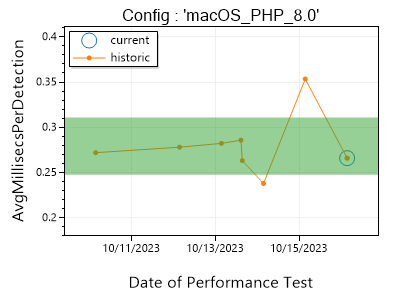 Config : 'macOS_PHP_8.0'
current
historic
AvgMillisecsPerDetection
0.4
0.35
0.3
0.25
0.2
10/11/2023
10/13/2023
10/15/2023
Date of Performance Test